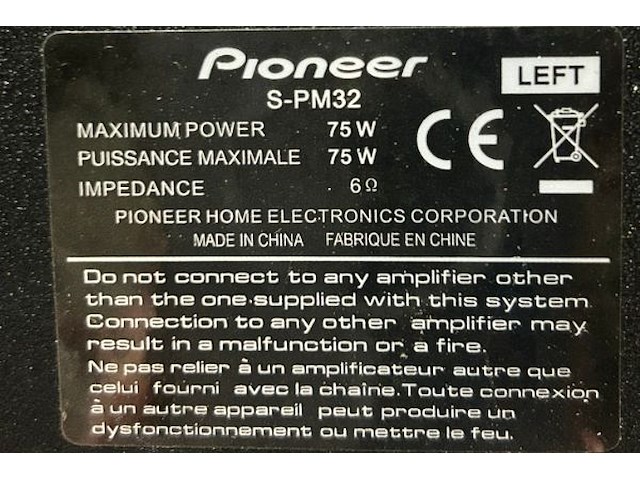 Pioneer
LEFT
S-PM32
MAXIMUM POWER 75 W
PUISSANCE MAXIMALE 75 W
IMPEDANCE 6Ω
CE
PIONEER HOME ELECTRONICS CORPORATION
MADE IN CHINA FABRIQUE EN CHINE
Do not connect to any amplifier other
than the one supplied with this system
Connection to any other amplifier may
result in a malfunction or a fire.
Ne pas relier à un amplificateur autre que
celui fourni avec la chaîne. Toute connexion
à un autre appareil peut produire un
dysfonctionnement ou mettre le feu.